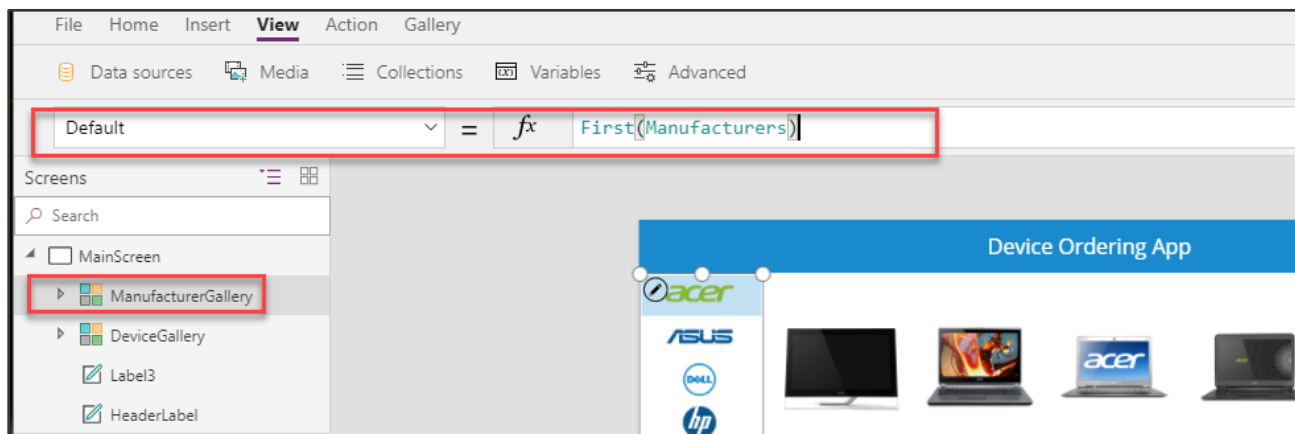 File Home Insert View Action Gallery
Data sources Media Collections (x) Variables Advanced
Default = fx First(Manufacturers)
Screens
Search
MainScreen
ManufacturerGallery
DeviceGallery
Label3
HeaderLabel
Device Ordering App
acer
ASUS
acer
DELL
hp